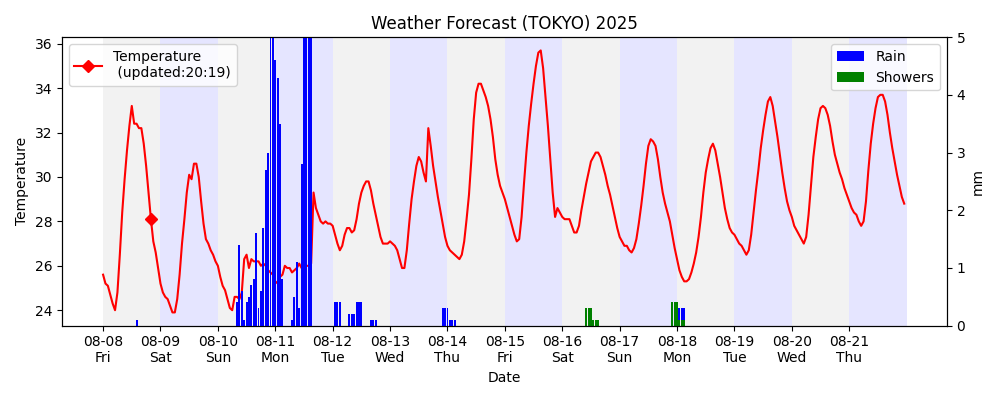 Weather Forecast (TOKYO) 2025
Temperature
(updated:20:19)
Rain
Showers
36
34
32
30
28
26
24
Temperature
5
4
3
2
1
0
mm
08-08 08-09 08-10 08-11 08-12 08-13 08-14 08-15 08-16 08-17 08-18 08-19 08-20 08-21
Fri Sat Sun Mon Tue Wed Thu Fri Sat Sun Mon Tue Wed Thu
Date